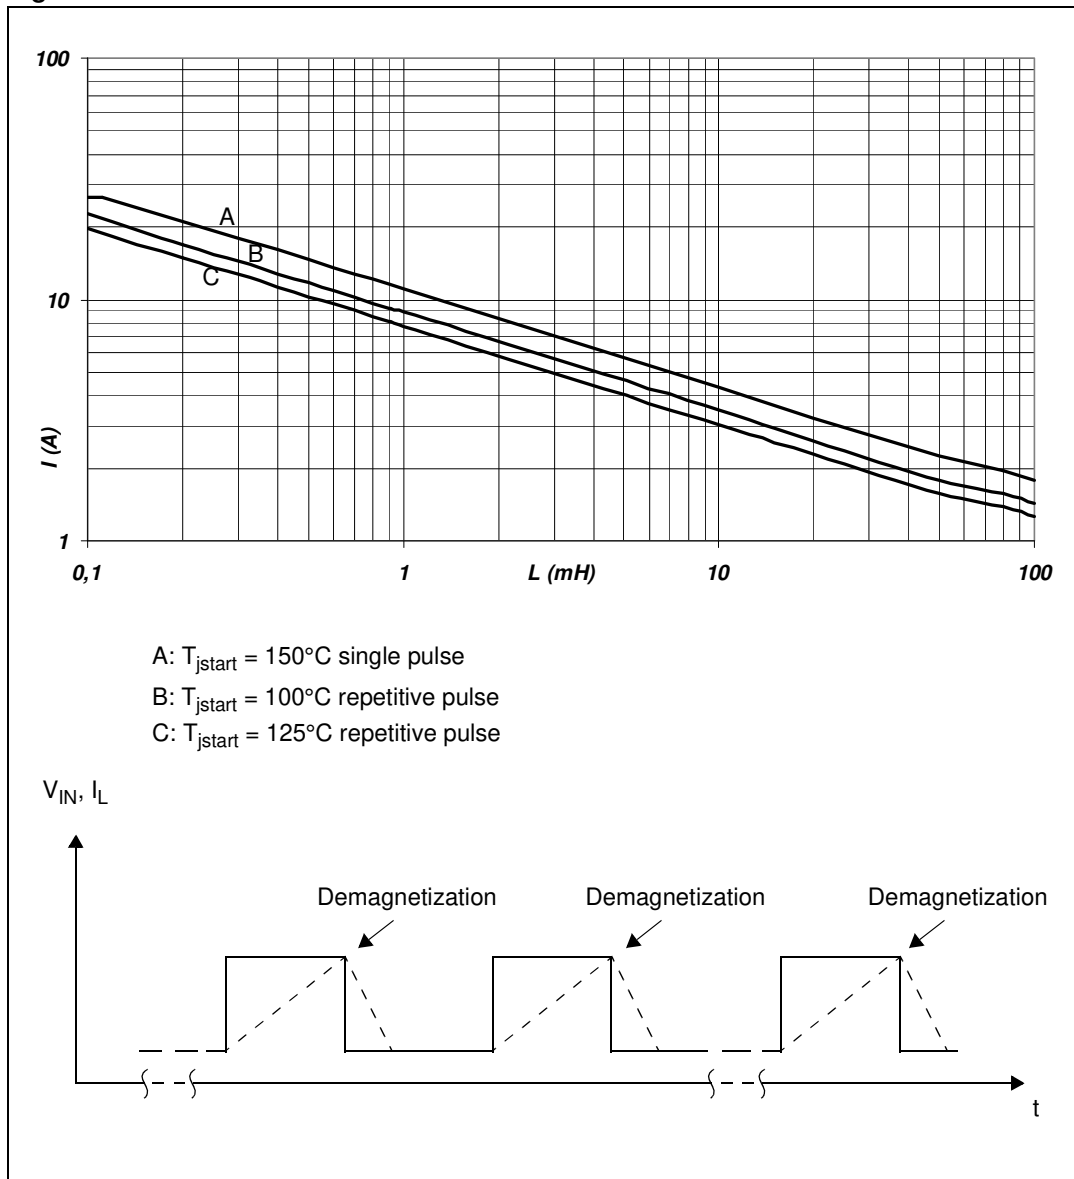 100
A
B
C
10
I (A)
1
0,1 1 L (mH) 10 100
A: Tjstart = 150°C single pulse
B: Tjstart = 100°C repetitive pulse
C: Tjstart = 125°C repetitive pulse
VIN, IL
Demagnetization Demagnetization Demagnetization
t